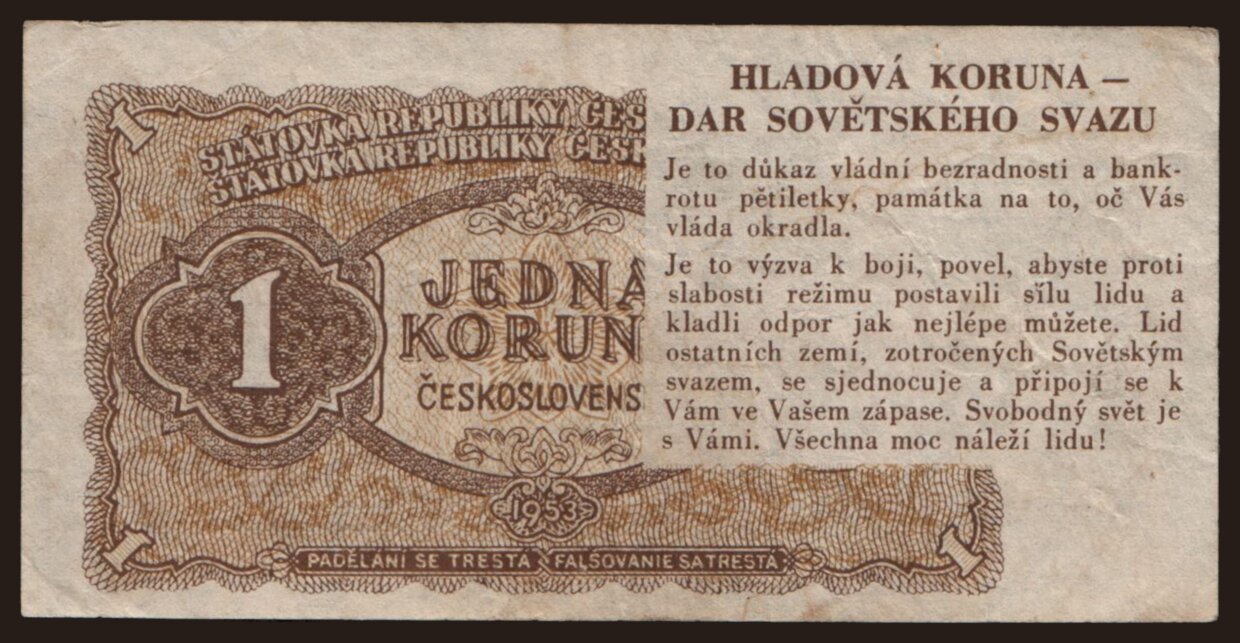 1
STÁTOVKA REPUBLIKY ČES
ŠTÁTOVKA REPUBLIKY ČESK
1
JEDNA
KORUN
ČESKOSLOVENS
1953
1
PADĚLÁNÍ SE TRESTÁ FALŠOVANIE SA TRESTÁ
1
HLADOVÁ KORUNA —
DAR SOVĚTSKÉHO SVAZU
Je to důkaz vládní bezradnosti a bank-
rotu pětiletky, památka na to, oč Vás
vláda okradla.
Je to výzva k boji, povel, abyste proti
slabosti režimu postavili sílu lidu a
kladli odpor jak nejlépe můžete. Lid
ostatních zemí, zotročených Sovětským
svazem, se sjednocuje a připojí se k
Vám ve Vašem zápase. Svobodný svět je
s Vámi. Všechna moc náleží lidu!